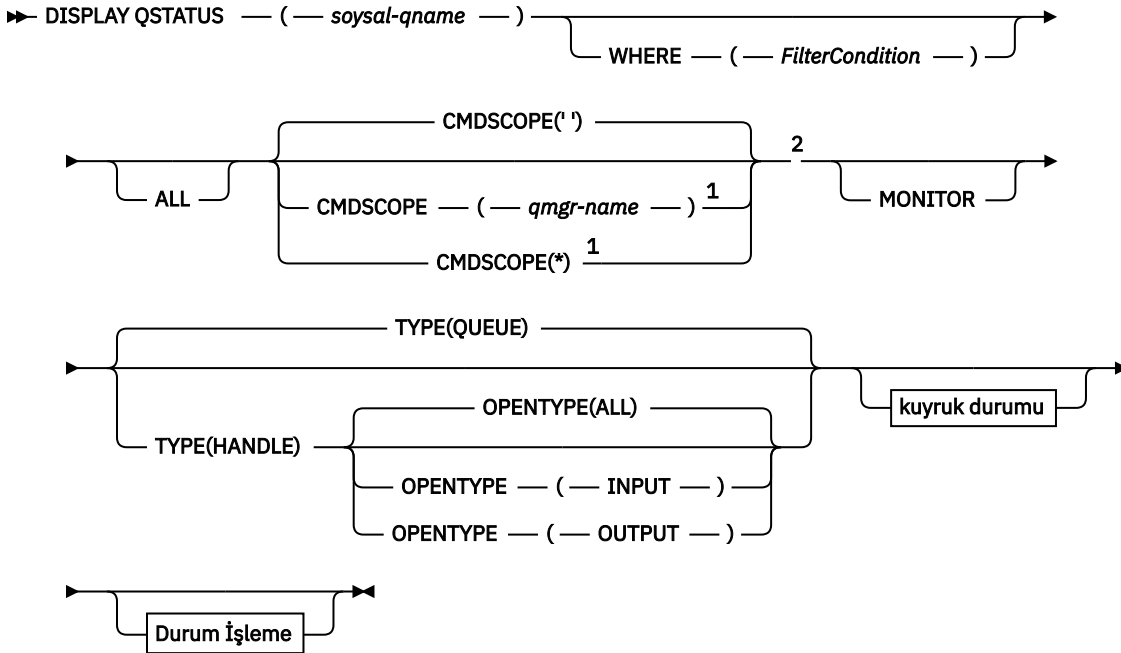 DISPLAY QSTATUS — ( — soysal-qname — )
WHERE — ( — FilterCondition — )
CMDSCOPE(' ')
2
ALL
CMDSCOPE — ( — qmgr-name — ) 1
MONITOR
CMDSCOPE(*) 1
TYPE(QUEUE)
OPENTYPE(ALL)
kuyruk durumu
TYPE(HANDLE)
OPENTYPE — ( — INPUT — )
OPENTYPE — ( — OUTPUT — )
Durum İşleme